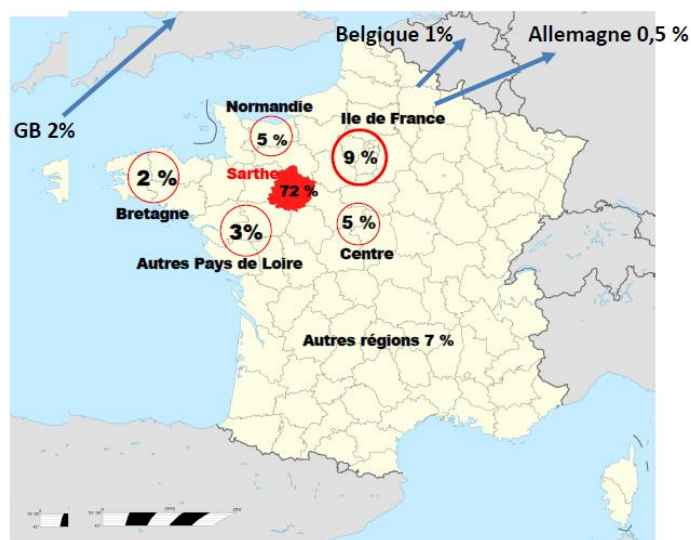 Belgique 1%
Allemagne 0,5 %
GB 2%
Normandie
5 %
Ile de France
9 %
Sarthe
72 %
2 %
Bretagne
3%
Autres Pays de Loire
5 %
Centre
Autres régions 7 %